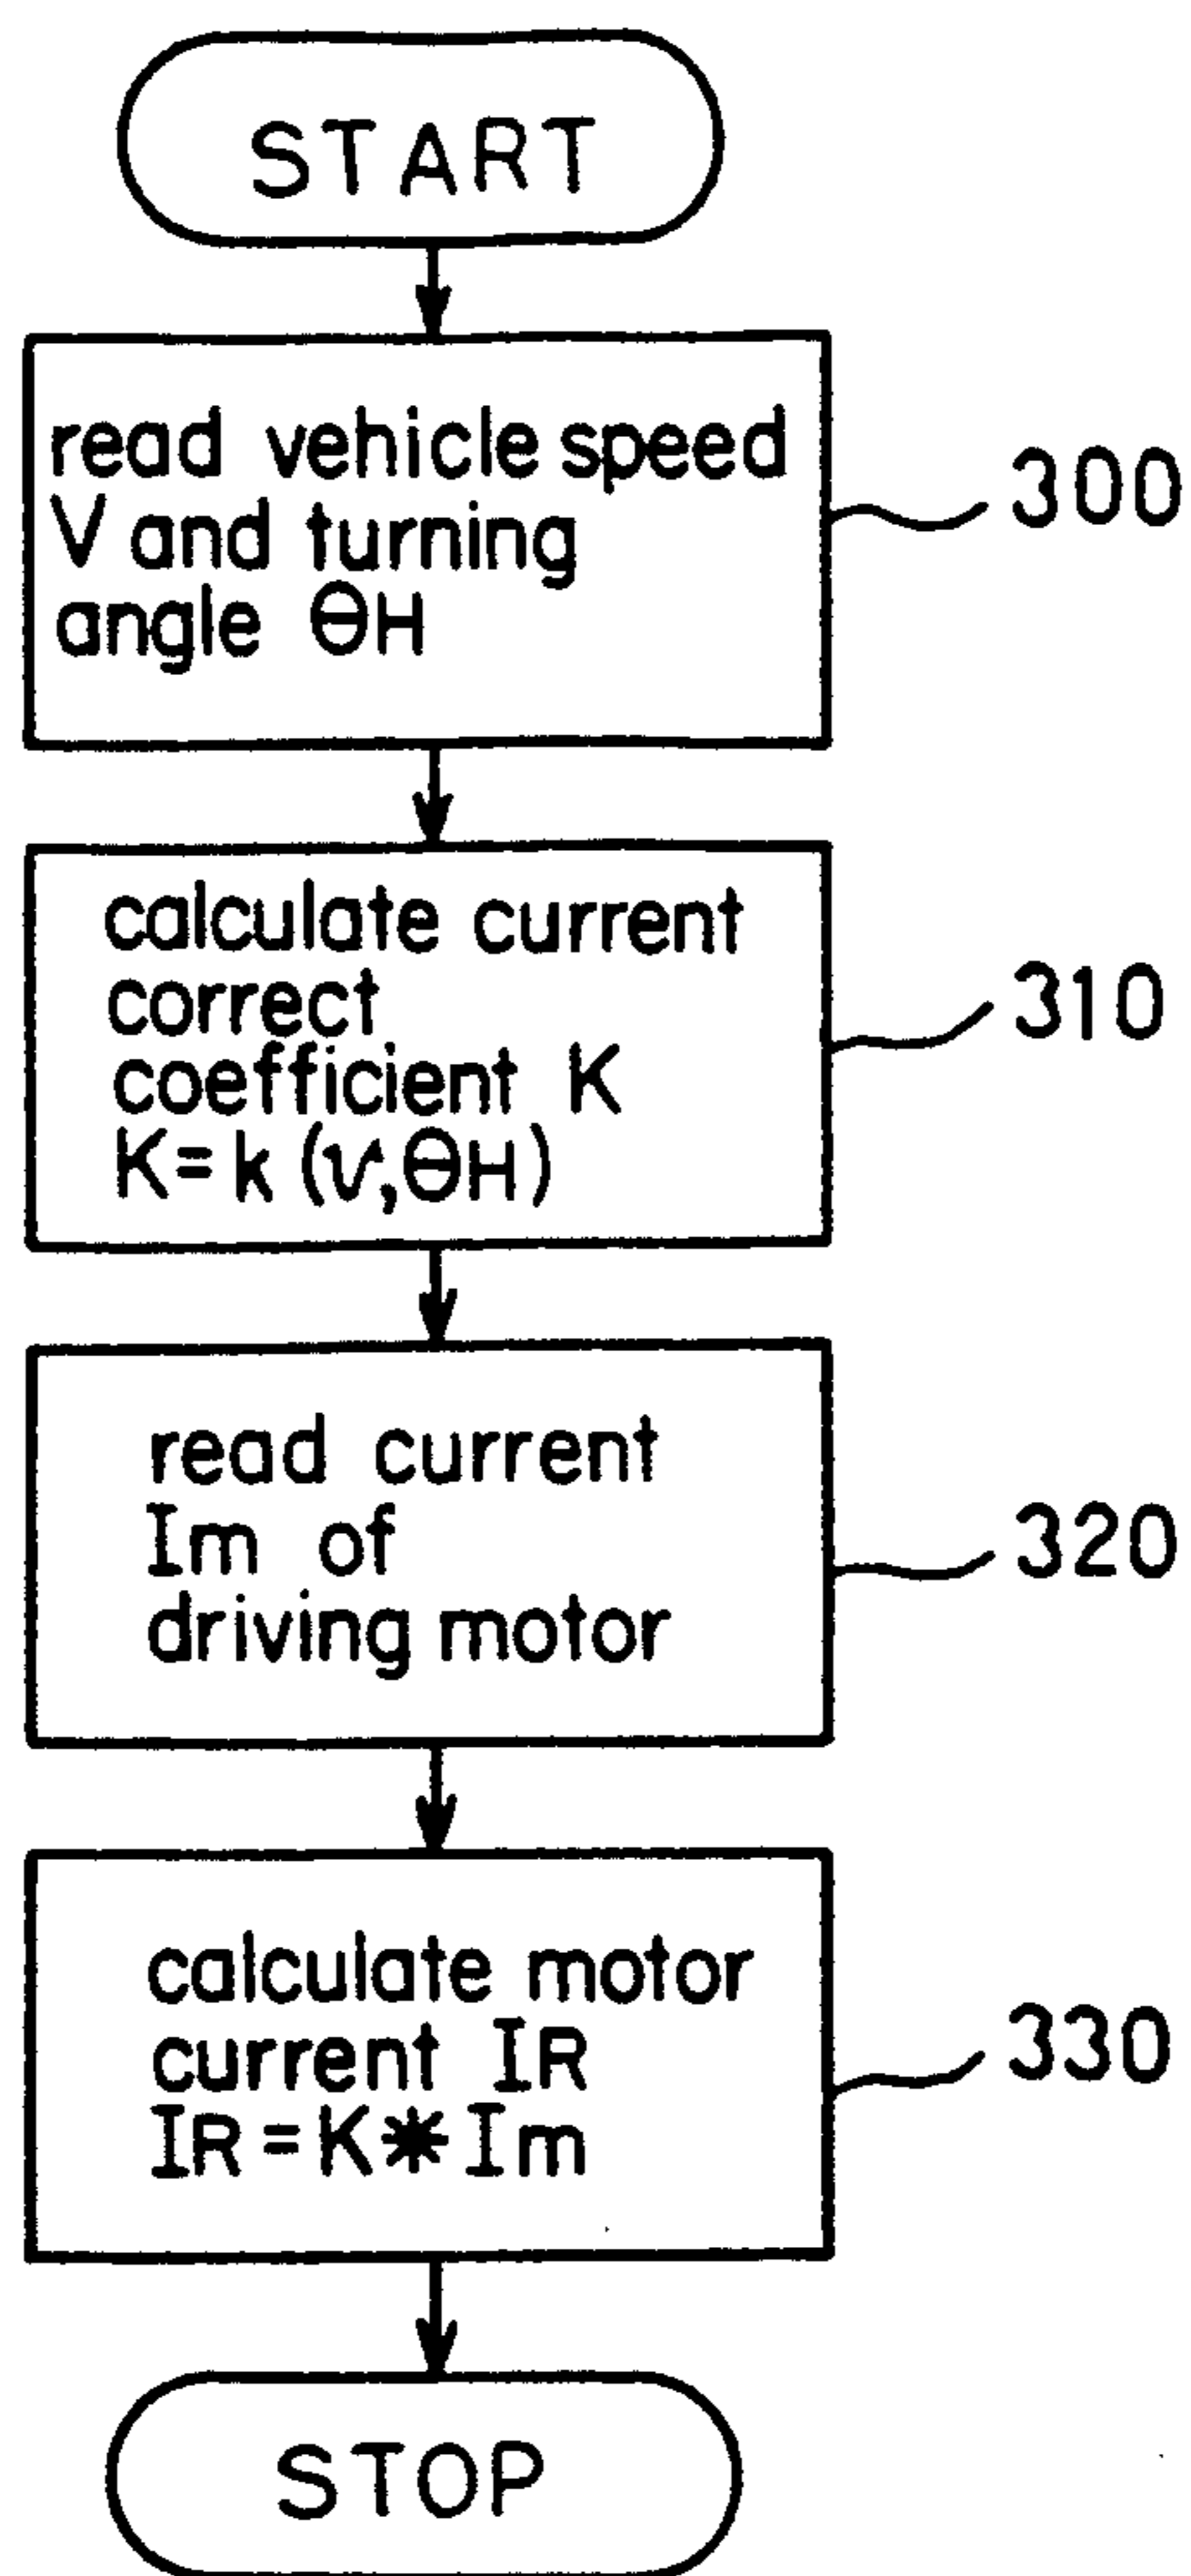 START
read vehicle speed
V and turning
angle ΘH
300
calculate current
correct
coefficient K
K=k(v,ΘH)
310
read current
Im of
driving motor
320
calculate motor
current IR
IR=K*Im
330
STOP